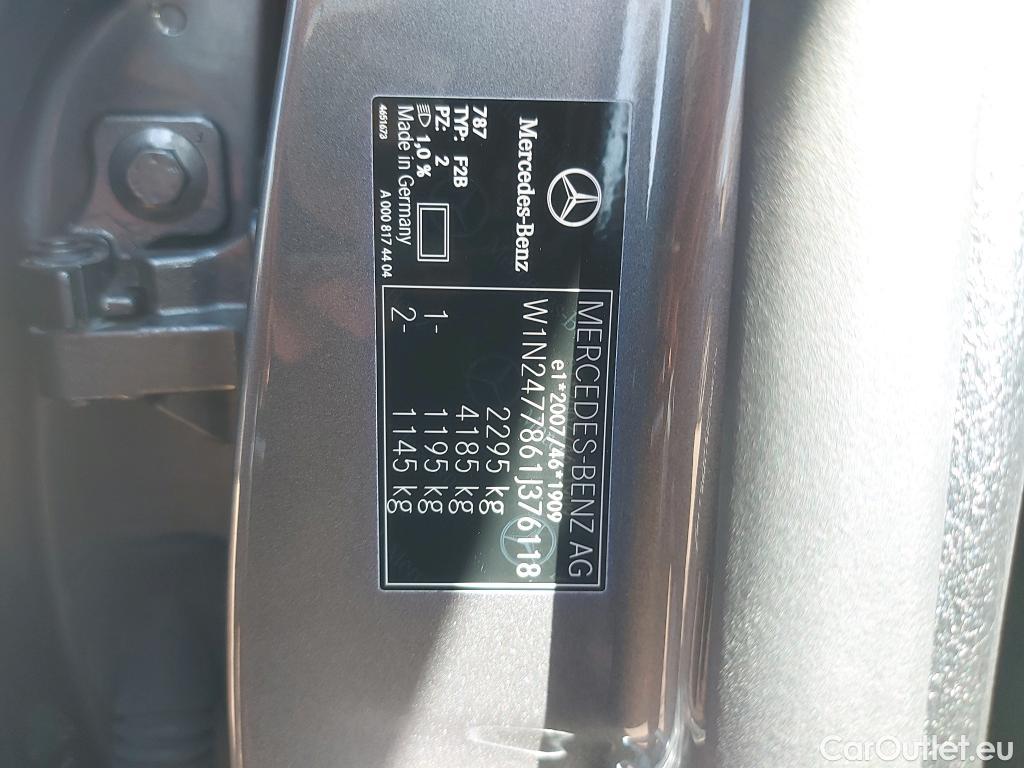 Mercedes-Benz
787
TYP: F2B
PZ: 2
1,0 %
Made in Germany
4651673
A 000 817 44 04
MERCEDES-BENZ AG
e1*2007/46*1909
W1N2477861J376118
2295 kg
4185 kg
1- 1195 kg
2- 1145 kg
CarOutlet.eu